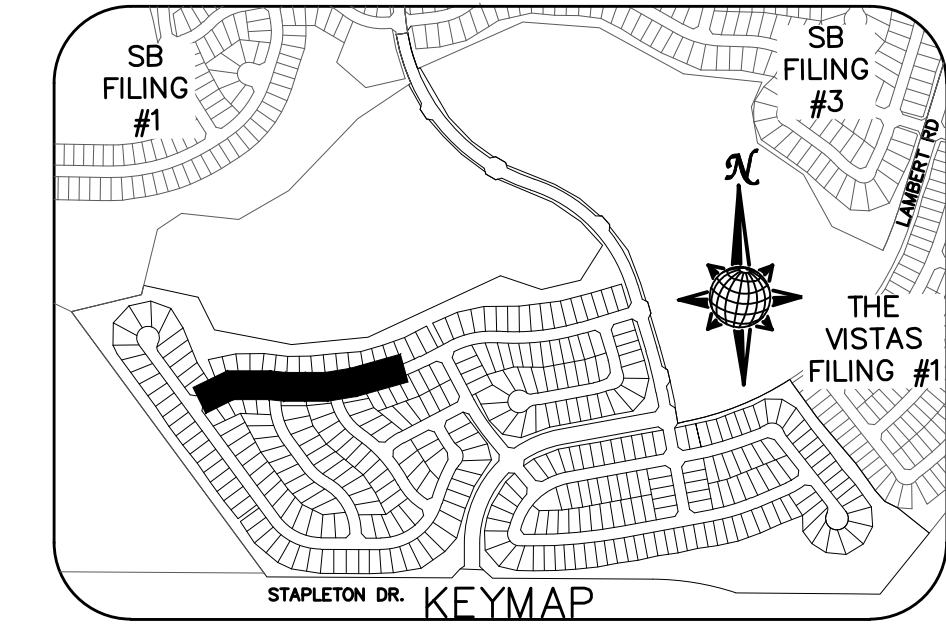 SB
FILING
#1
SB
FILING
#3
LAMBERT RD
N
THE
VISTAS
FILING #1
STAPLETON DR.
KEYMAP